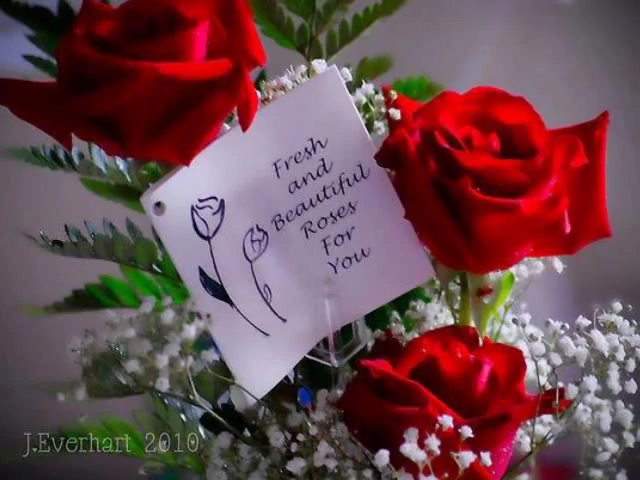 Fresh
and
Beautiful
Roses
For
You
J.Everhart 2010